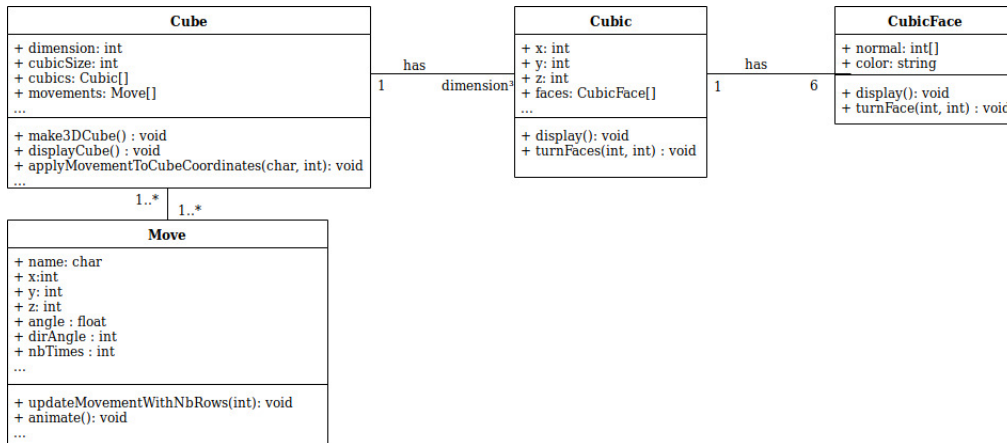 Cube
+ dimension: int
+ cubicSize: int
+ cubics: Cubic[]
+ movements: Move[]
...
+ make3DCube() : void
+ displayCube() : void
+ applyMovementToCubeCoordinates(char, int): void
...
has
1
dimension³
Cubic
+ x: int
+ y: int
+ z: int
+ faces: CubicFace[]
...
+ display(): void
+ turnFaces(int, int) : void
has
1
6
CubicFace
+ normal: int[]
+ color: string
+ display(): void
+ turnFace(int, int) : void
1..*
1..*
Move
+ name: char
+ x:int
+ y: int
+ z: int
+ angle : float
+ dirAngle : int
+ nbTimes : int
...
+ updateMovementWithNbRows(int): void
+ animate(): void
...